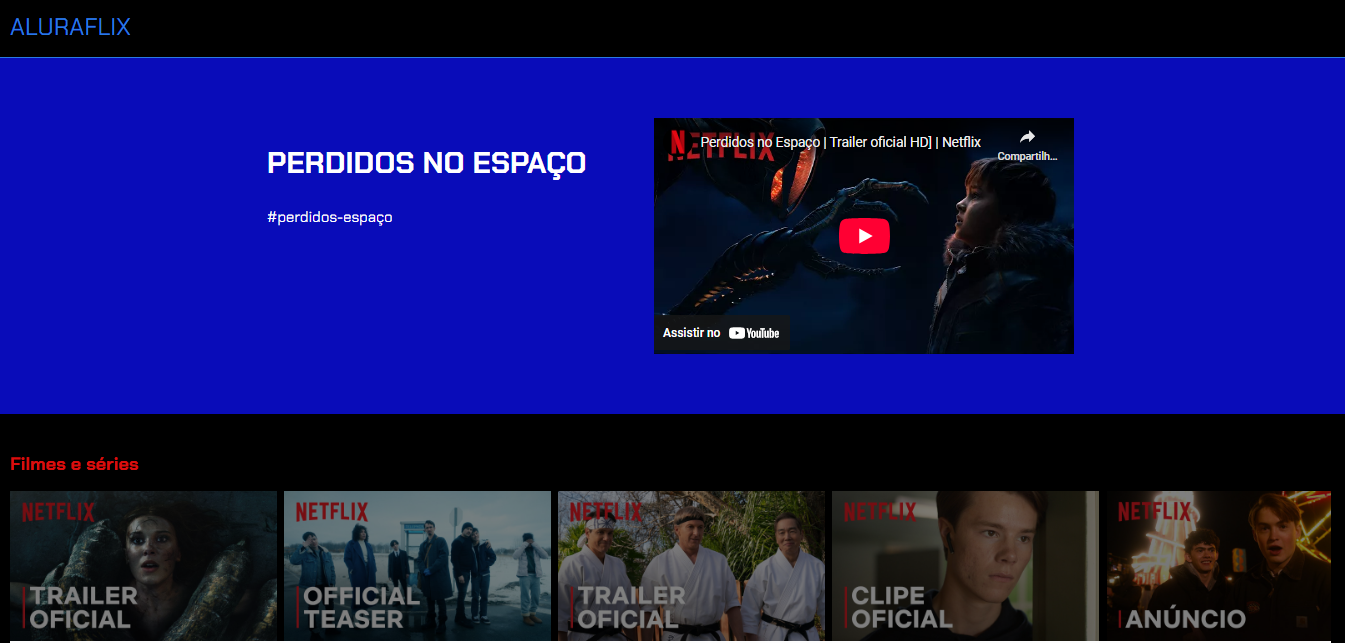 ALURAFLIX
PERDIDOS NO ESPAÇO
#perdidos-espaço
NETFLIX
Perdidos no Espaço | Trailer oficial HD] | Netflix
Compartilh...
Assistir no YouTube
Filmes e séries
NETFLIX
TRAILER
OFICIAL
NETFLIX
OFFICIAL
TEASER
NETFLIX
TRAILER
OFICIAL
NETFLIX
CLIPE
OFICIAL
NETFLIX
ANÚNCIO